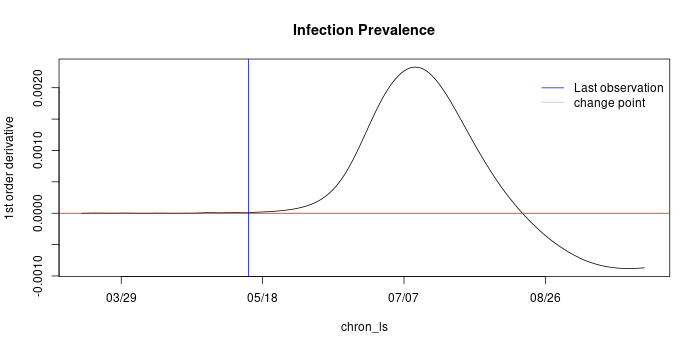 Infection Prevalence
1st order derivative
0.0020
0.0010
0.0000
-0.0010
Last observation
change point
03/29
05/18
07/07
08/26
chron_ls